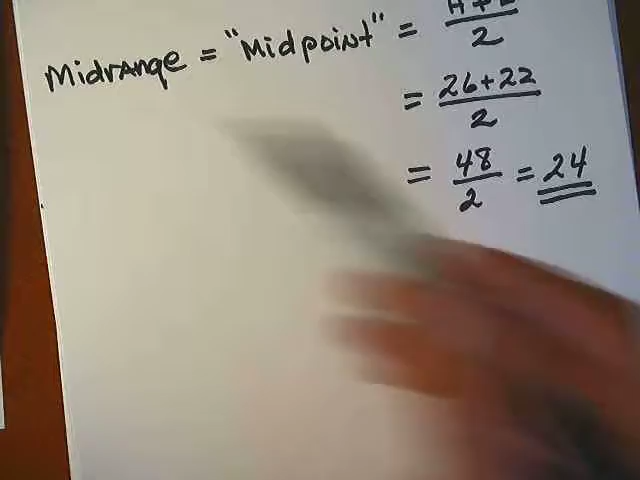 Midrange = "Midpoint" = H+L/2
= 26+22/2
= 48/2 = 24